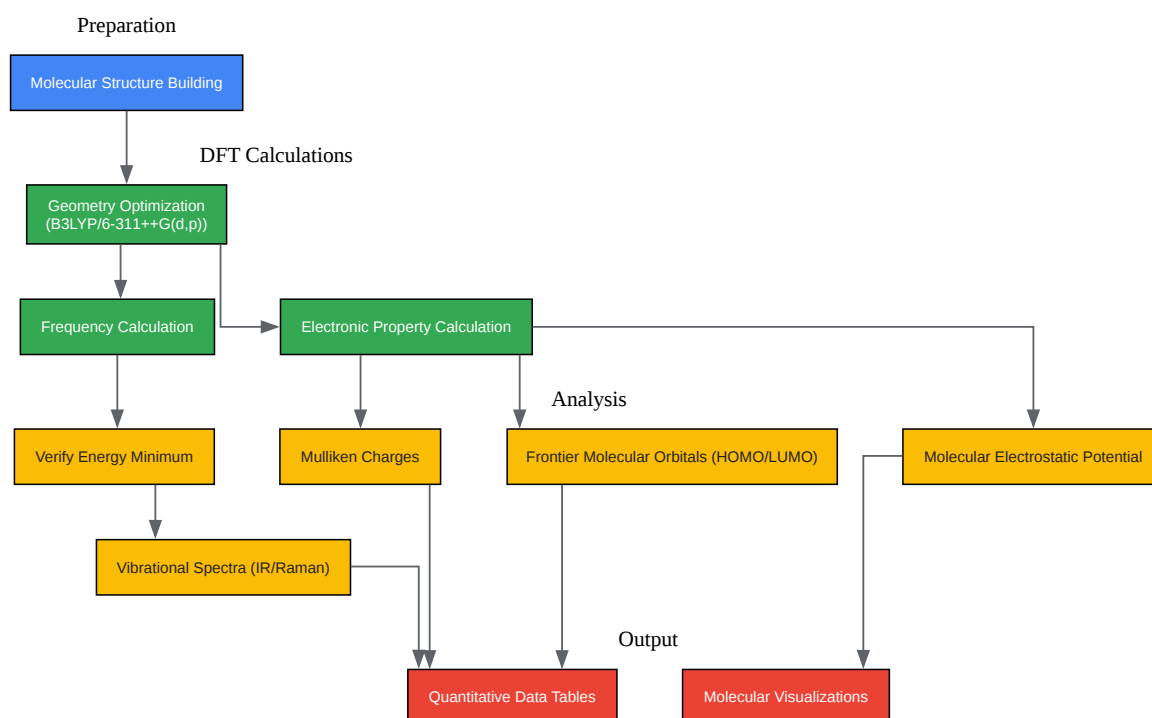 Preparation
Molecular Structure Building
DFT Calculations
Geometry Optimization
(B3LYP/6-311++G(d,p))
Frequency Calculation
Electronic Property Calculation
Analysis
Verify Energy Minimum
Mulliken Charges
Frontier Molecular Orbitals (HOMO/LUMO)
Molecular Electrostatic Potential
Vibrational Spectra (IR/Raman)
Output
Quantitative Data Tables
Molecular Visualizations